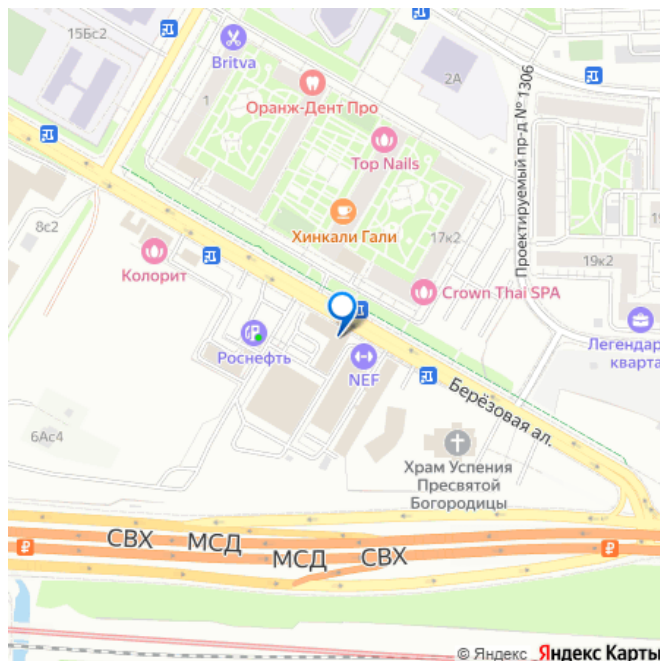 15Бс2
Britva
2А
1
Оранж-Дент Про
Проектируемый пр-д № 1306
Top Nails
8с2
Хинкали Гали
17к2
Колорит
19к2
Crown Thai SPA
Роснефть
NEF
Легендар
кварта
Берёзовая ал.
6Ас4
Храм Успения
Пресвятой
Богородицы
СВХ
МСД
МСД
СВХ
© Яндекс Яндекс Карты